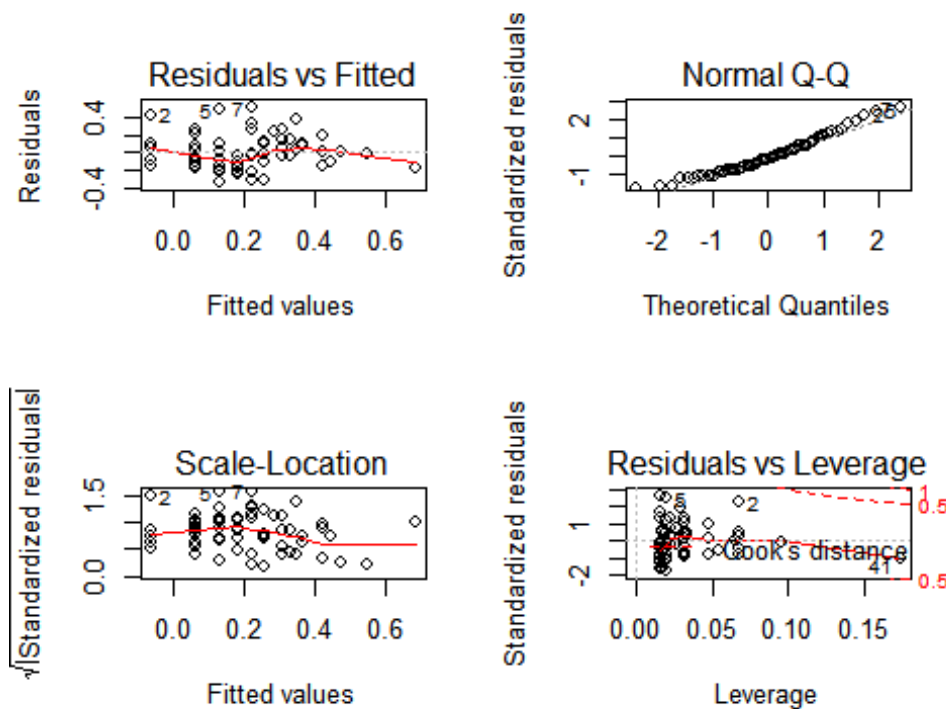 Residuals vs Fitted
Residuals
0.4
-0.4
2
5
7
0.0 0.2 0.4 0.6
Fitted values
Normal Q-Q
Standardized residuals
2
-1
-2 -1 0 1 2
Theoretical Quantiles
Scale-Location
√|Standardized residuals|
1.5
0.0
2
5
7
0.0 0.2 0.4 0.6
Fitted values
Residuals vs Leverage
Standardized residuals
1
-2
5
2
41
Cook's distance
1
0.5
0.5
0.00 0.05 0.10 0.15
Leverage